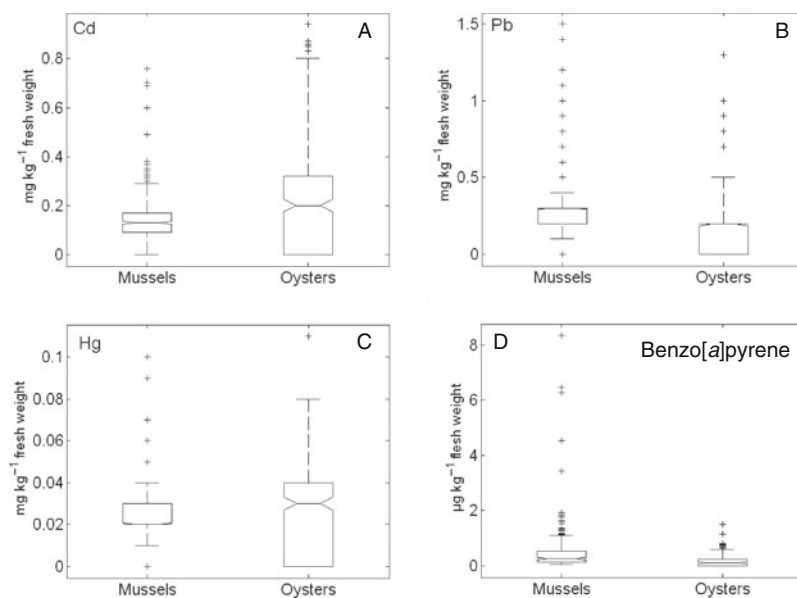 Cd
A
mg kg⁻¹ fresh weight
0.8
0.6
0.4
0.2
0
Mussels
Oysters
Pb
B
mg kg⁻¹ flesh weight
1.5
1
0.5
0
Mussels
Oysters
Hg
C
mg kg⁻¹ fresh weight
0.1
0.08
0.06
0.04
0.02
0
Mussels
Oysters
D
Benzo[a]pyrene
µg kg⁻¹ flesh weight
8
6
4
2
0
Mussels
Oysters